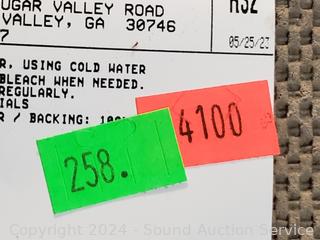 UGAR VALLEY ROAD
VALLEY, GA 30746
7
05/25/23
R, USING COLD WATER
BLEACH WHEN NEEDED.
REGULARLY.
IALS
R / BACKING: 100
4100
258.
Copyright 2024 - Sound Auction Service